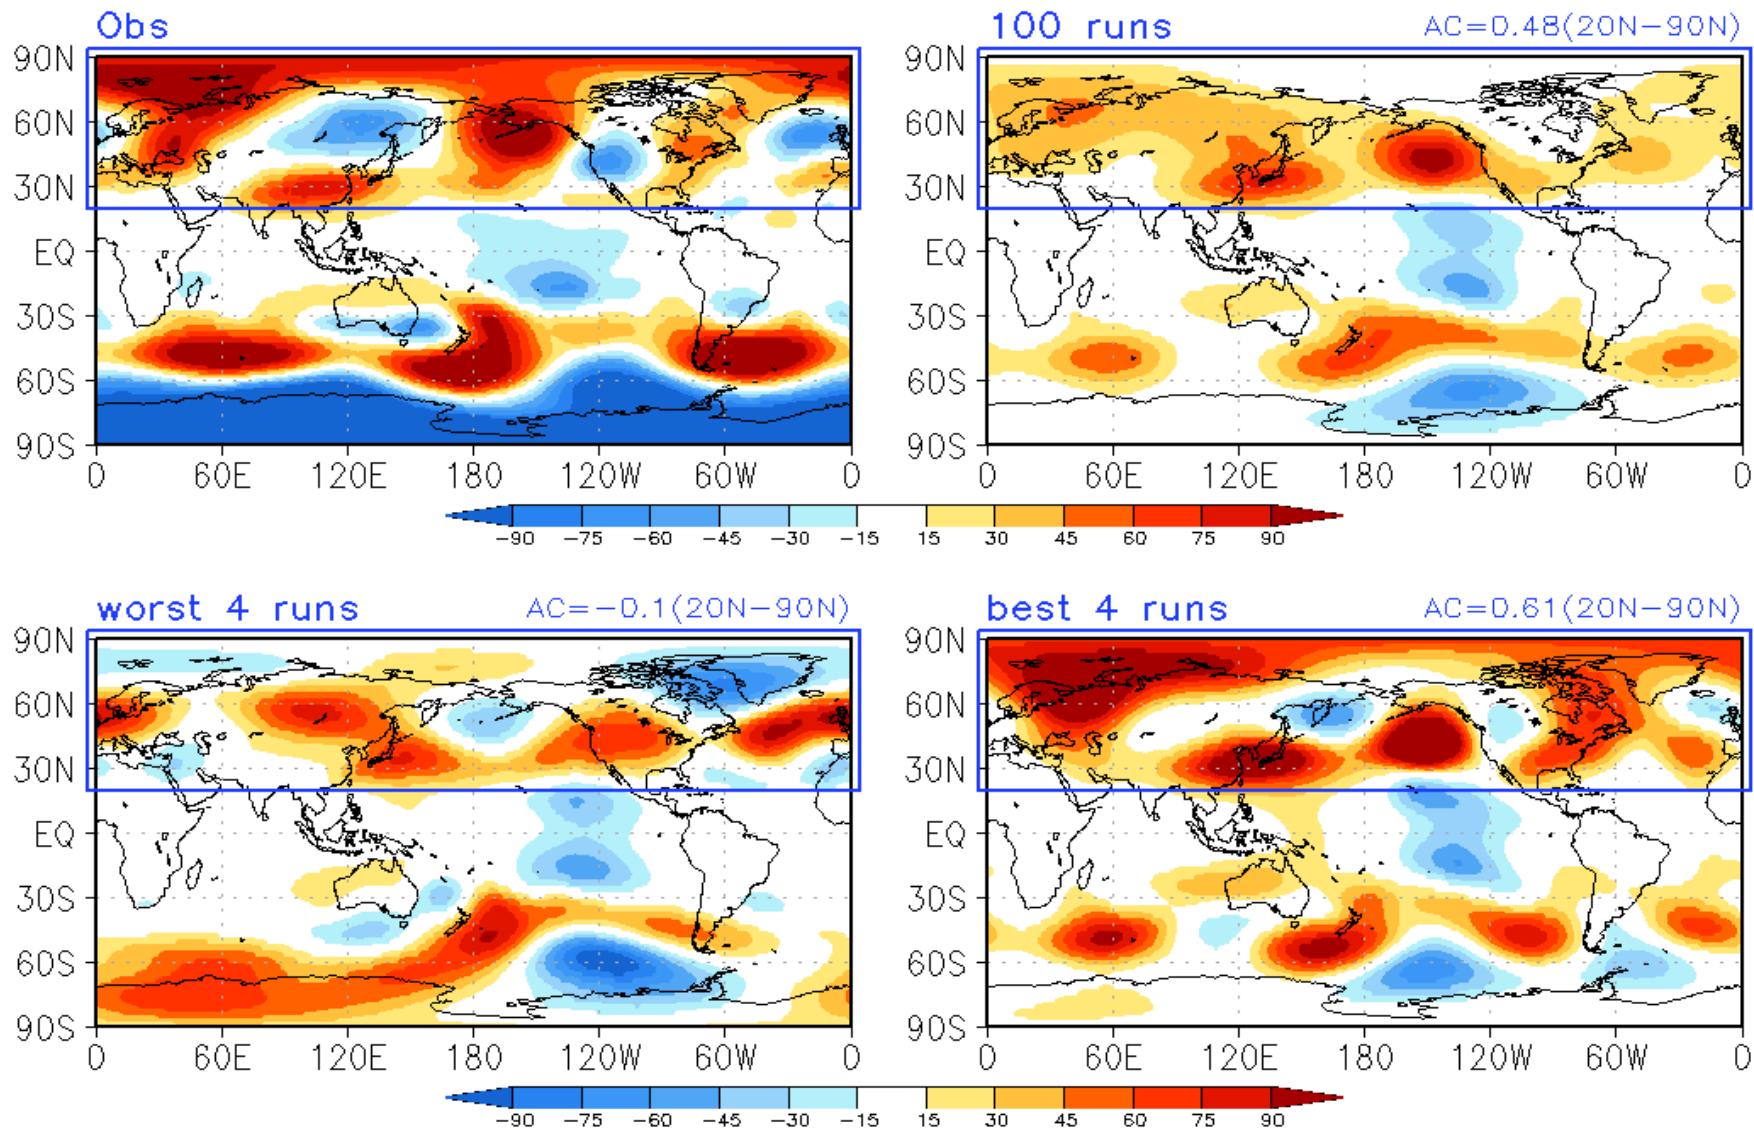 Obs
100 runs AC=0.48(20N−90N)
90N
60N
30N
EQ
30S
60S
90S
0 60E 120E 180 120W 60W 0
90N
60N
30N
EQ
30S
60S
90S
0 60E 120E 180 120W 60W 0
−90 −75 −60 −45 −30 −15 15 30 45 60 75 90
worst 4 runs AC=−0.1(20N−90N)
best 4 runs AC=0.61(20N−90N)
90N
60N
30N
EQ
30S
60S
90S
0 60E 120E 180 120W 60W 0
90N
60N
30N
EQ
30S
60S
90S
0 60E 120E 180 120W 60W 0
−90 −75 −60 −45 −30 −15 15 30 45 60 75 90